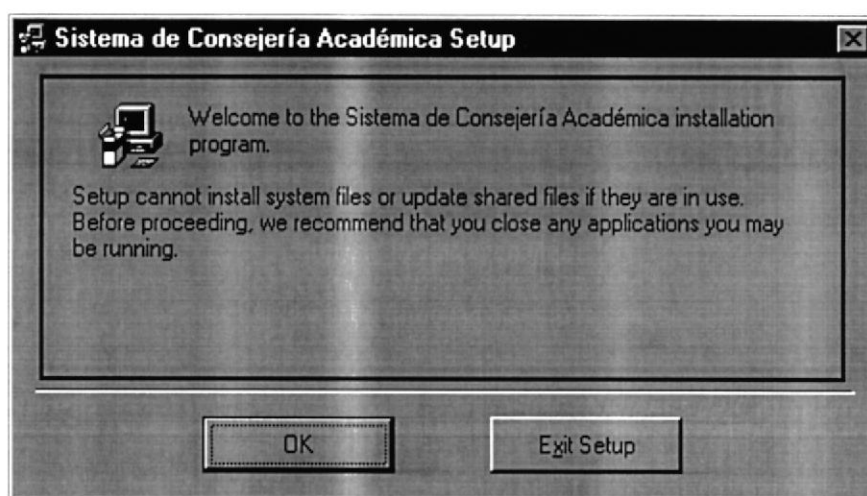 Sistema de Consejería Académica Setup
Welcome to the Sistema de Consejería Académica installation
program.
Setup cannot install system files or update shared files if they are in use.
Before proceeding, we recommend that you close any applications you may
be running.
OK
Exit Setup